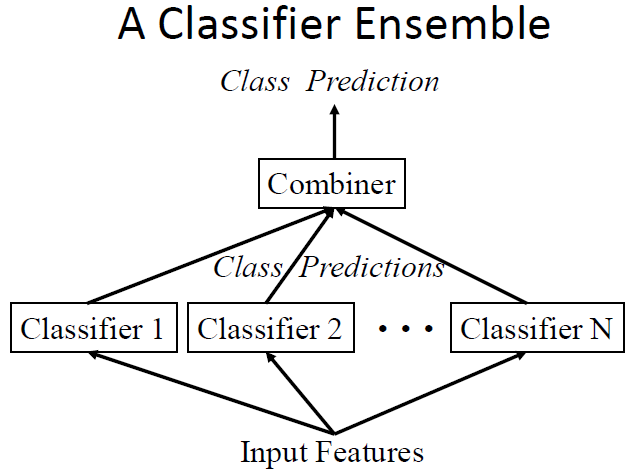 A Classifier Ensemble
Class Prediction
Combiner
Class Predictions
Classifier 1 Classifier 2 • • • Classifier N
Input Features